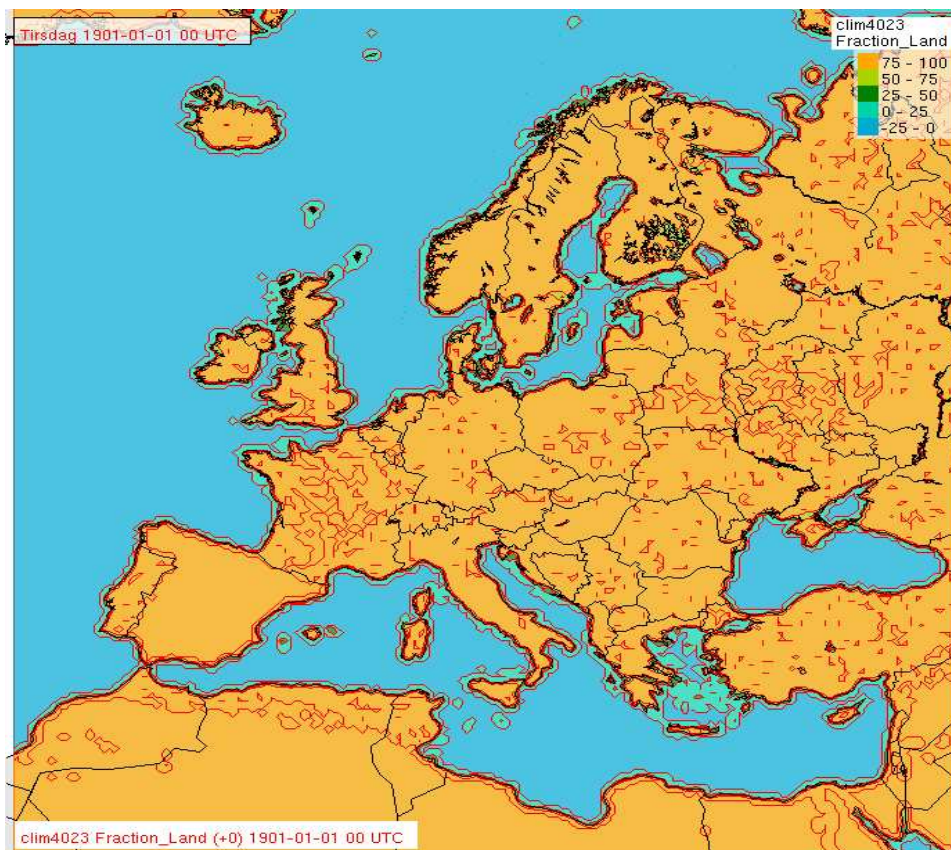 Tirsdag 1901-01-01 00 UTC
clim4023
Fraction_Land
75 - 100
50 - 75
25 - 50
0 - 25
-25 - 0
clim4023 Fraction_Land (+0) 1901-01-01 00 UTC